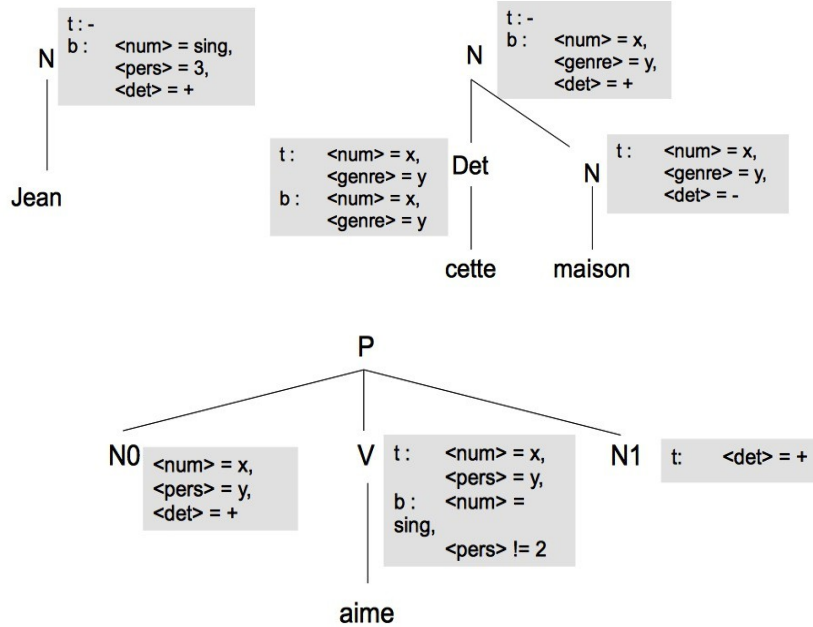 N
t : -
b : <num> = sing,
<pers> = 3,
<det> = +
Jean
N
t : -
b : <num> = x,
<genre> = y,
<det> = +
t : <num> = x,
<genre> = y
b : <num> = x,
<genre> = y
Det
N
t : <num> = x,
<genre> = y,
<det> = -
cette maison
P
N0
<num> = x,
<pers> = y,
<det> = +
V
t : <num> = x,
<pers> = y,
b : <num> =
sing,
<pers> != 2
N1
t: <det> = +
aime